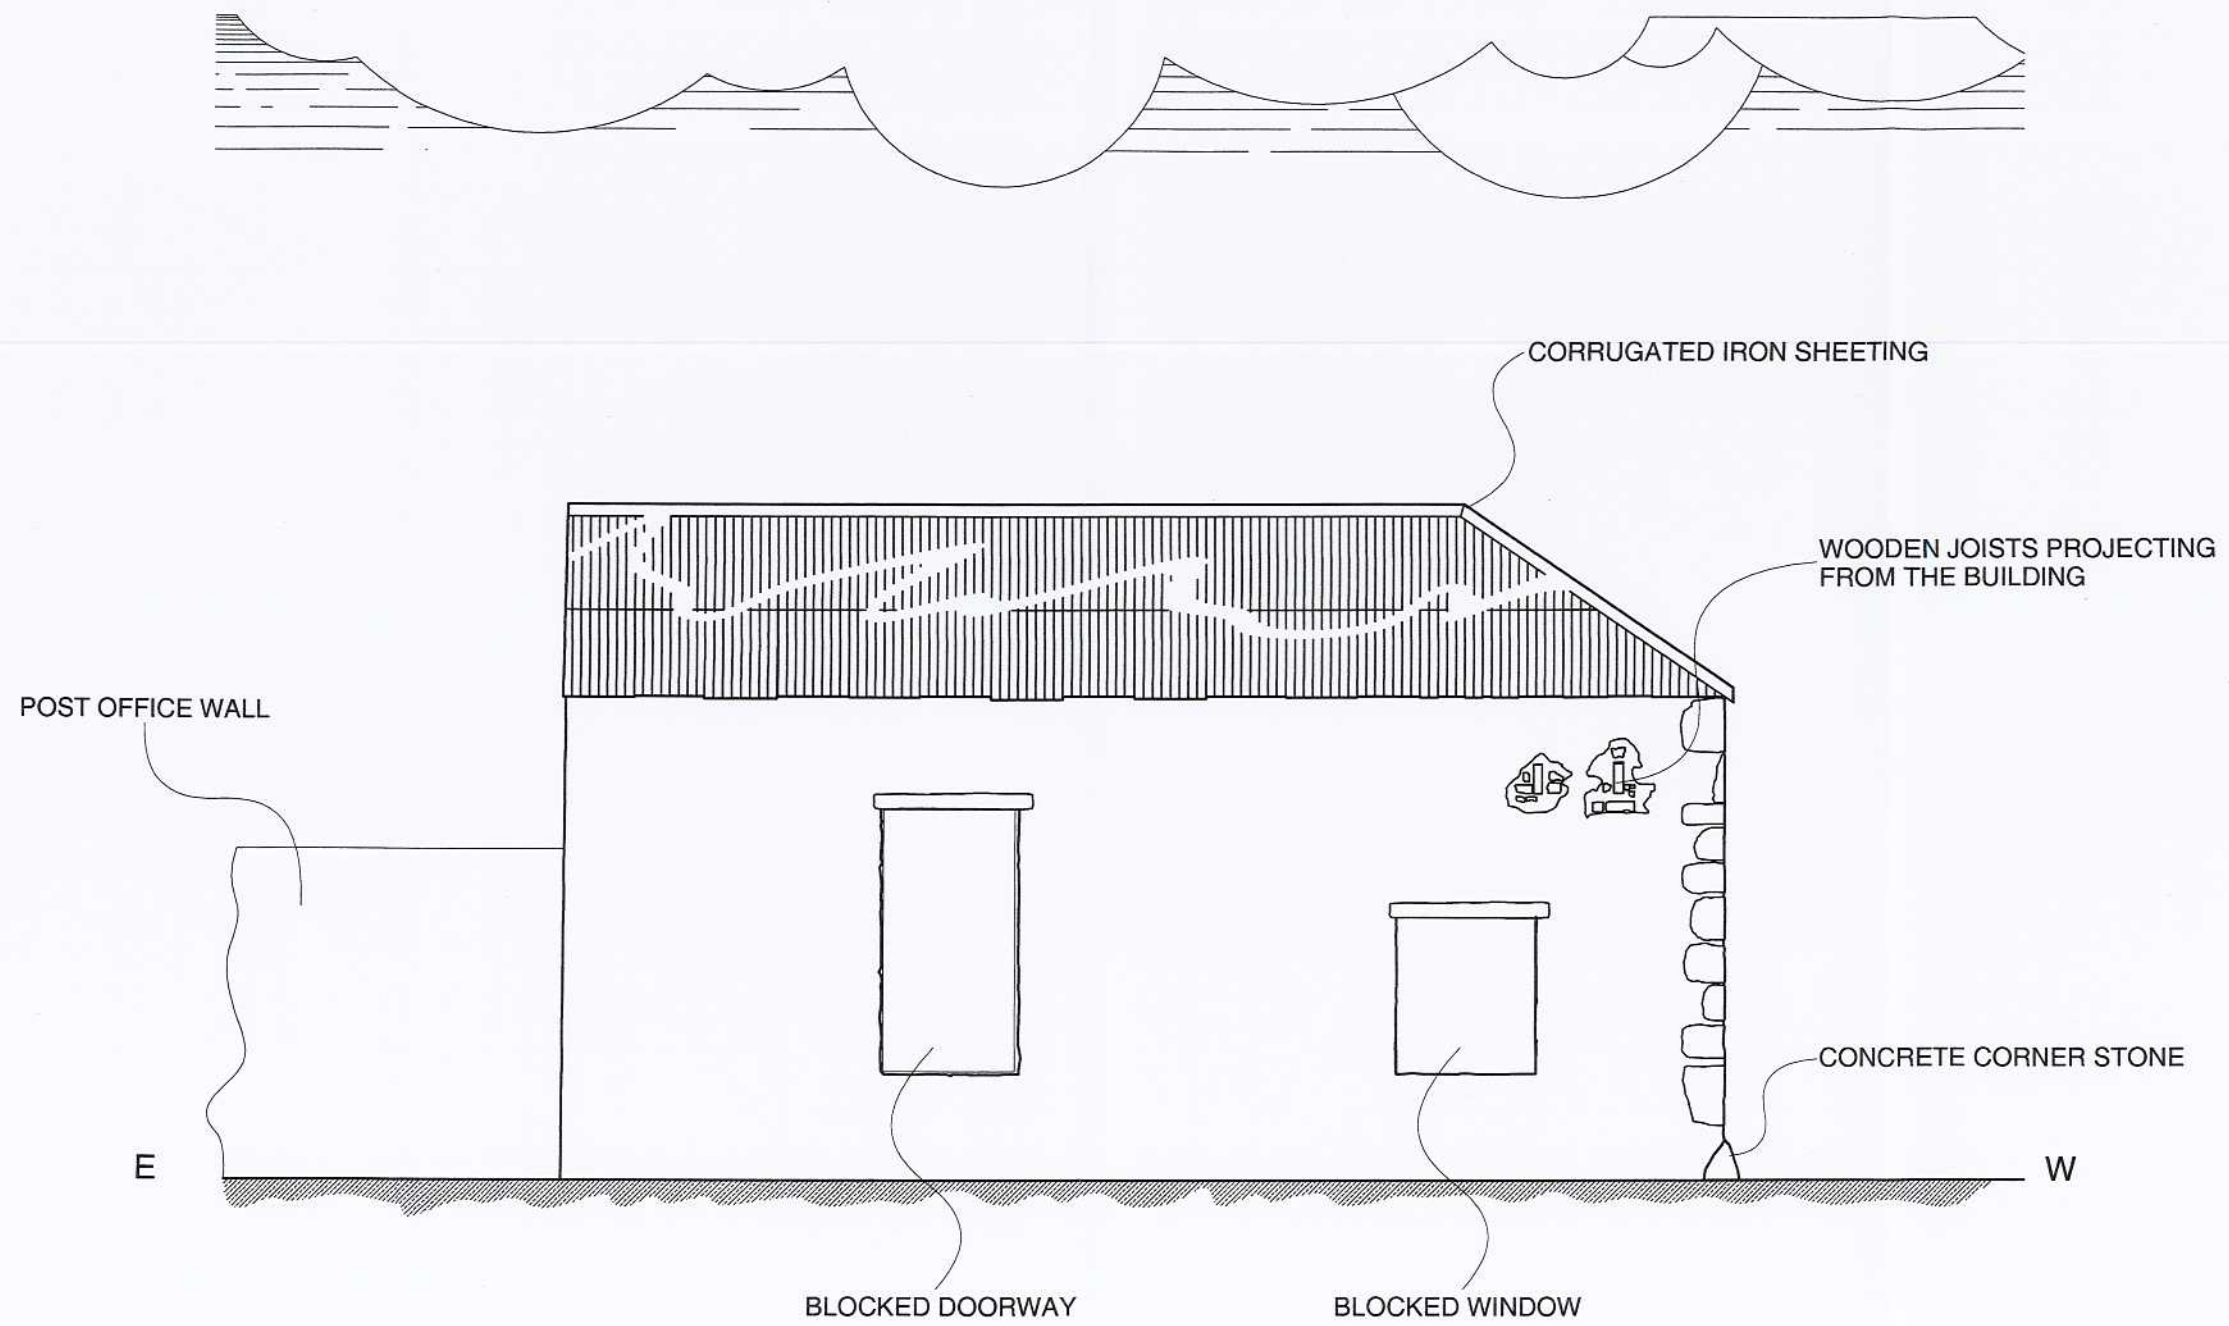 CORRUGATED IRON SHEETING
WOODEN JOISTS PROJECTING
FROM THE BUILDING
POST OFFICE WALL
CONCRETE CORNER STONE
E
W
BLOCKED DOORWAY
BLOCKED WINDOW